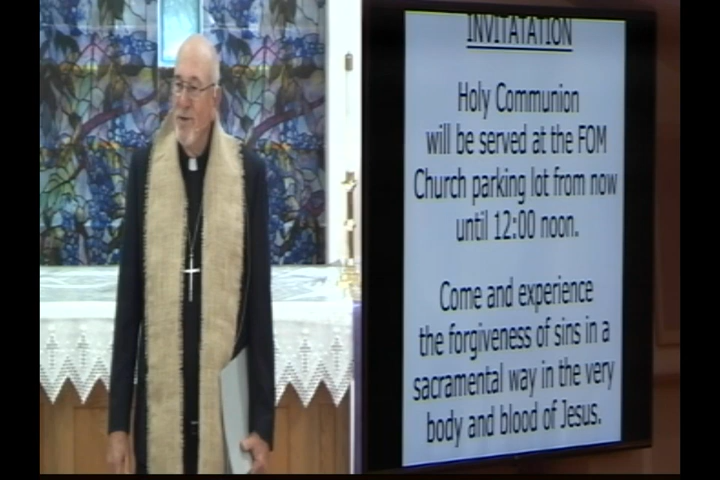 INVITATATION
Holy Communion
will be served at the FOM
Church parking lot from now
until 12:00 noon.
Come and experience
the forgiveness of sins in a
sacramental way in the very
body and blood of Jesus.